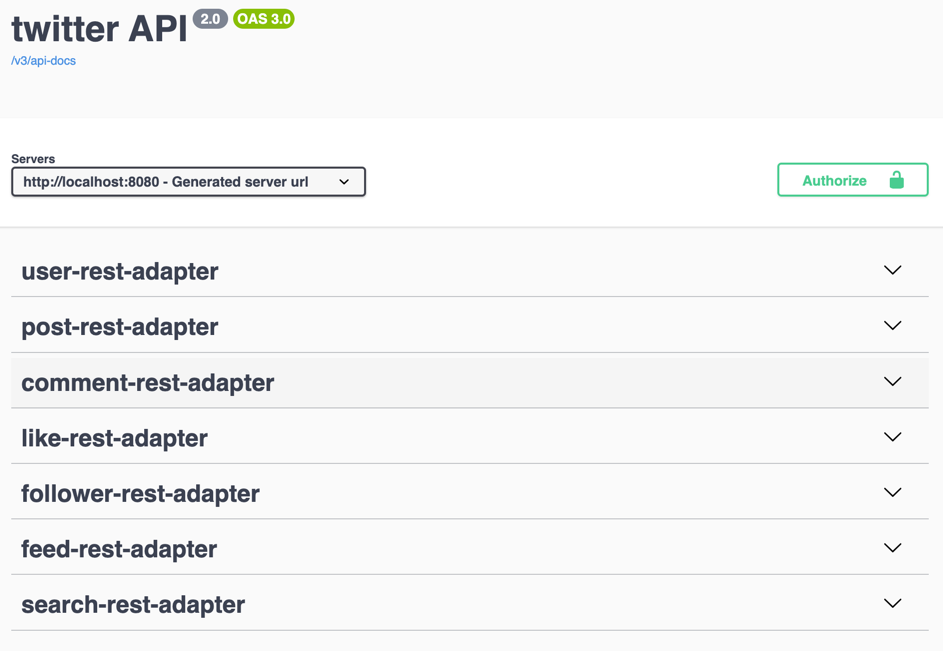 twitter API 2.0 OAS 3.0
/v3/api-docs
Servers
http://localhost:8080 - Generated server url
Authorize
user-rest-adapter
post-rest-adapter
comment-rest-adapter
like-rest-adapter
follower-rest-adapter
feed-rest-adapter
search-rest-adapter